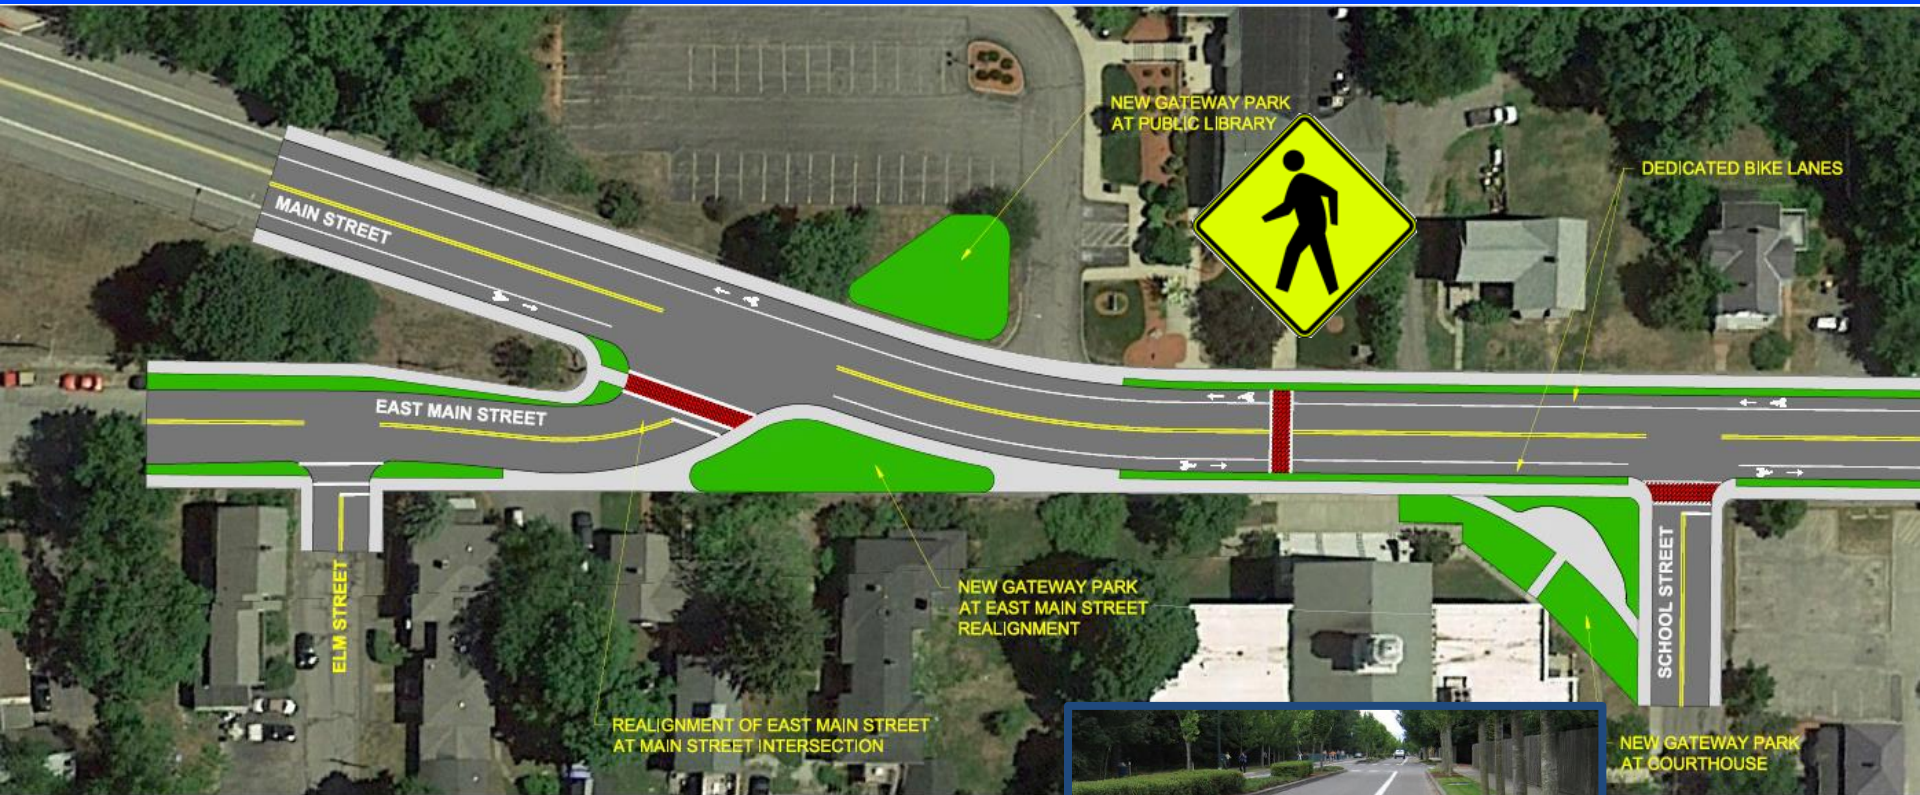 NEW GATEWAY PARK
AT PUBLIC LIBRARY
DEDICATED BIKE LANES
MAIN STREET
EAST MAIN STREET
ELM STREET
NEW GATEWAY PARK
AT EAST MAIN STREET
REALIGNMENT
SCHOOL STREET
REALIGNMENT OF EAST MAIN STREET
AT MAIN STREET INTERSECTION
NEW GATEWAY PARK
AT COURTHOUSE